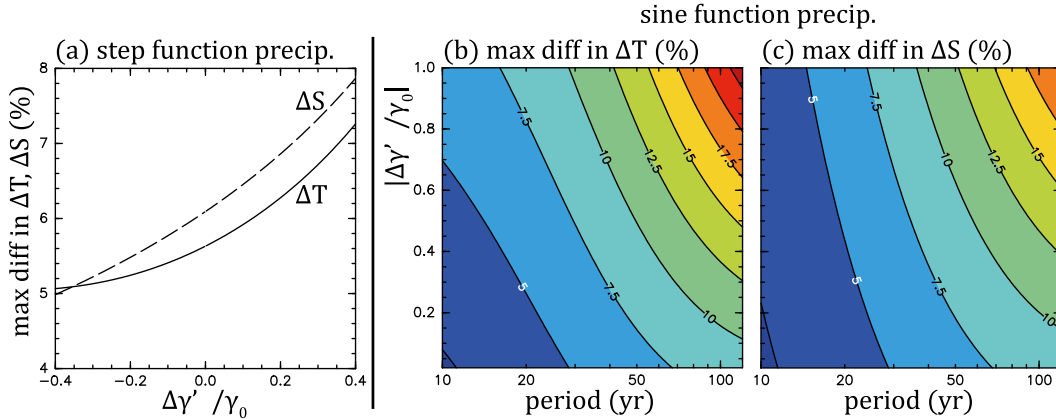 sine function precip.
(a) step function precip.
(b) max diff in ΔT (%)
(c) max diff in ΔS (%)
max diff in ΔT, ΔS (%)
8
7
6
5
4
ΔS
ΔT
−0.4 −0.2 0.0 0.2 0.4
Δγ' /γ₀
|Δγ' /γ₀|
1.0
0.8
0.6
0.4
0.2
5 7.5 10 12.5 15 17.5
5 7.5 10
10 20 50 100
period (yr)
5 7.5 10 12.5 15
5 7.5 10
10 20 50 100
period (yr)